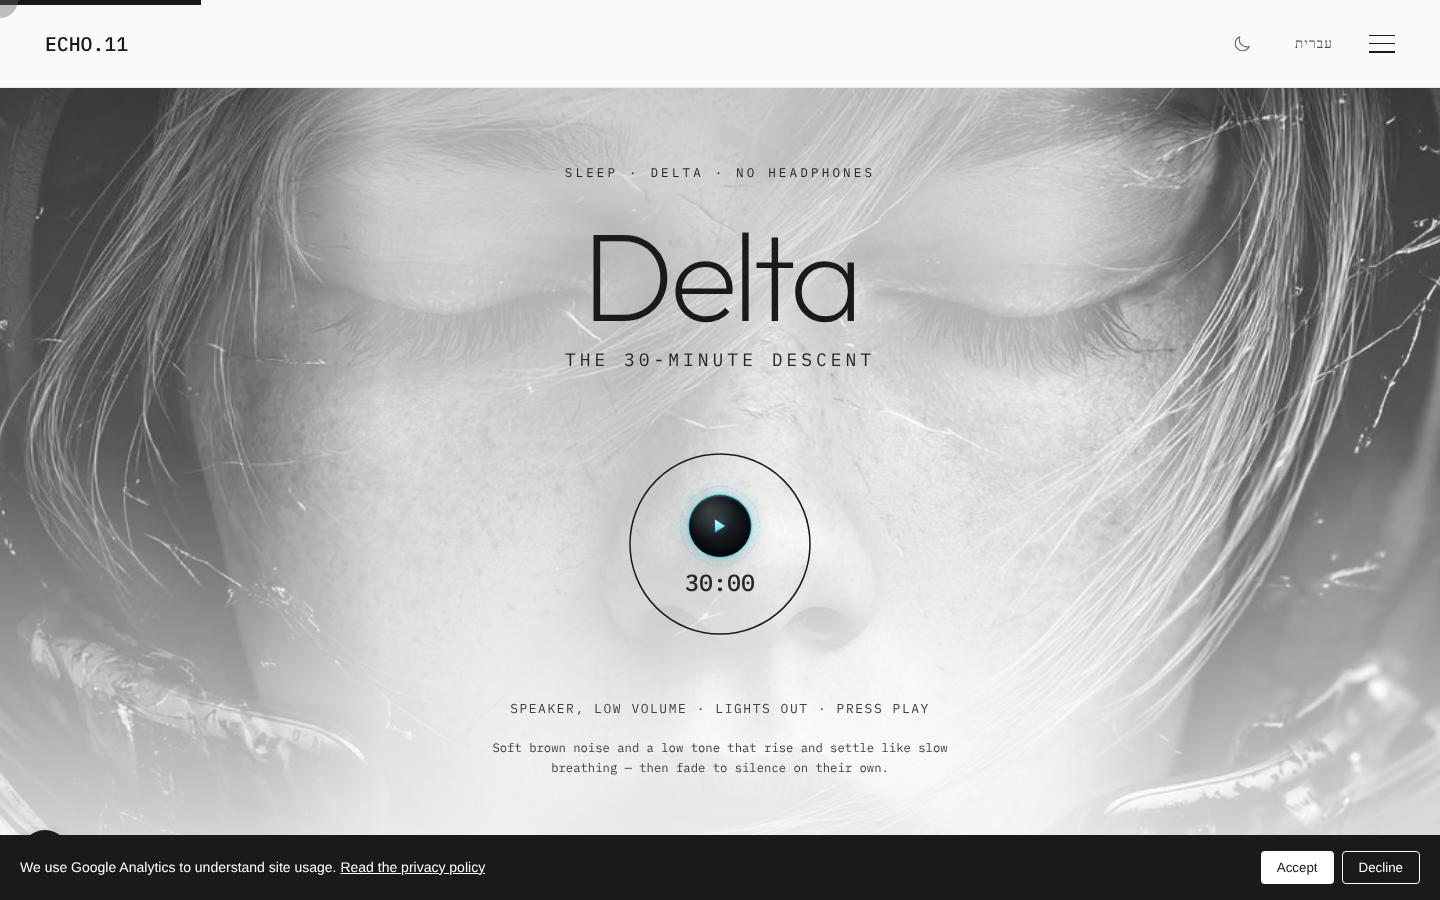 ECHO.11
עברית
SLEEP · DELTA · NO HEADPHONES
Delta
THE 30-MINUTE DESCENT
30:00
SPEAKER, LOW VOLUME · LIGHTS OUT · PRESS PLAY
Soft brown noise and a low tone that rise and settle like slow
breathing — then fade to silence on their own.
We use Google Analytics to understand site usage. Read the privacy policy
Accept
Decline